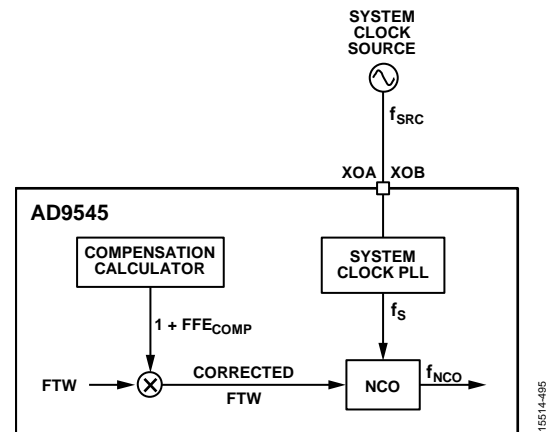 SYSTEM
CLOCK
SOURCE
fSRC
XOA XOB
AD9545
COMPENSATION
CALCULATOR
SYSTEM
CLOCK PLL
1 + FFECOMP
fS
FTW
CORRECTED
FTW
NCO
fNCO
15514-495